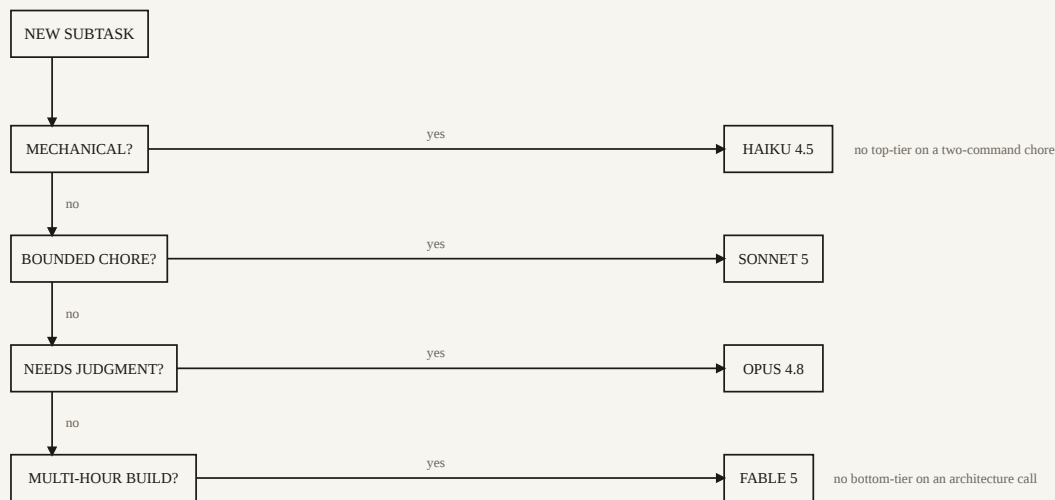 NEW SUBTASK
yes
MECHANICAL?
HAIKU 4.5
no top-tier on a two-command chore
no
yes
BOUNDED CHORE?
SONNET 5
no
yes
NEEDS JUDGMENT?
OPUS 4.8
no
yes
MULTI-HOUR BUILD?
FABLE 5
no bottom-tier on an architecture call